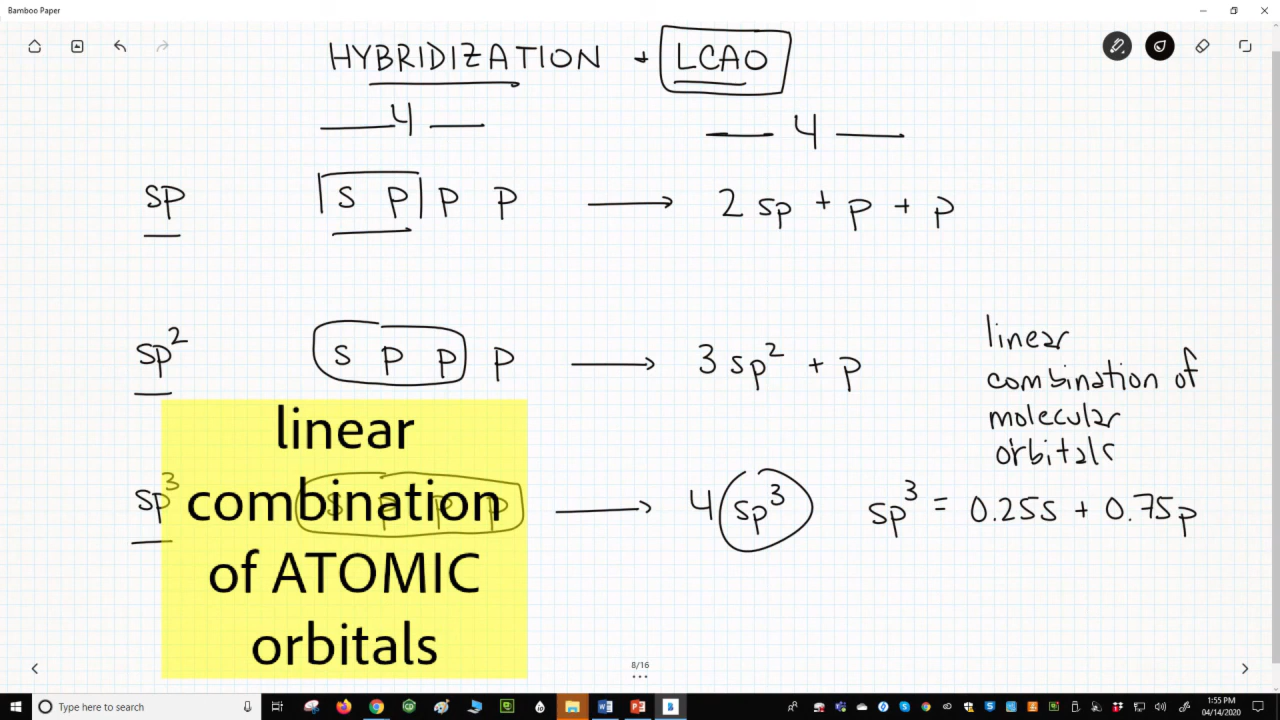 Bamboo Paper
HYBRIDIZATION + LCAO
4 4
sp s p p p → 2 sp + p + p
sp² s p p p → 3 sp² + p
linear
combination of
molecular
orbitals
sp³ s p p p → 4 sp³ sp³ = 0.25s + 0.75p
linear
combination
of ATOMIC
orbitals
8/16
Type here to search
1:55 PM
04/14/2020